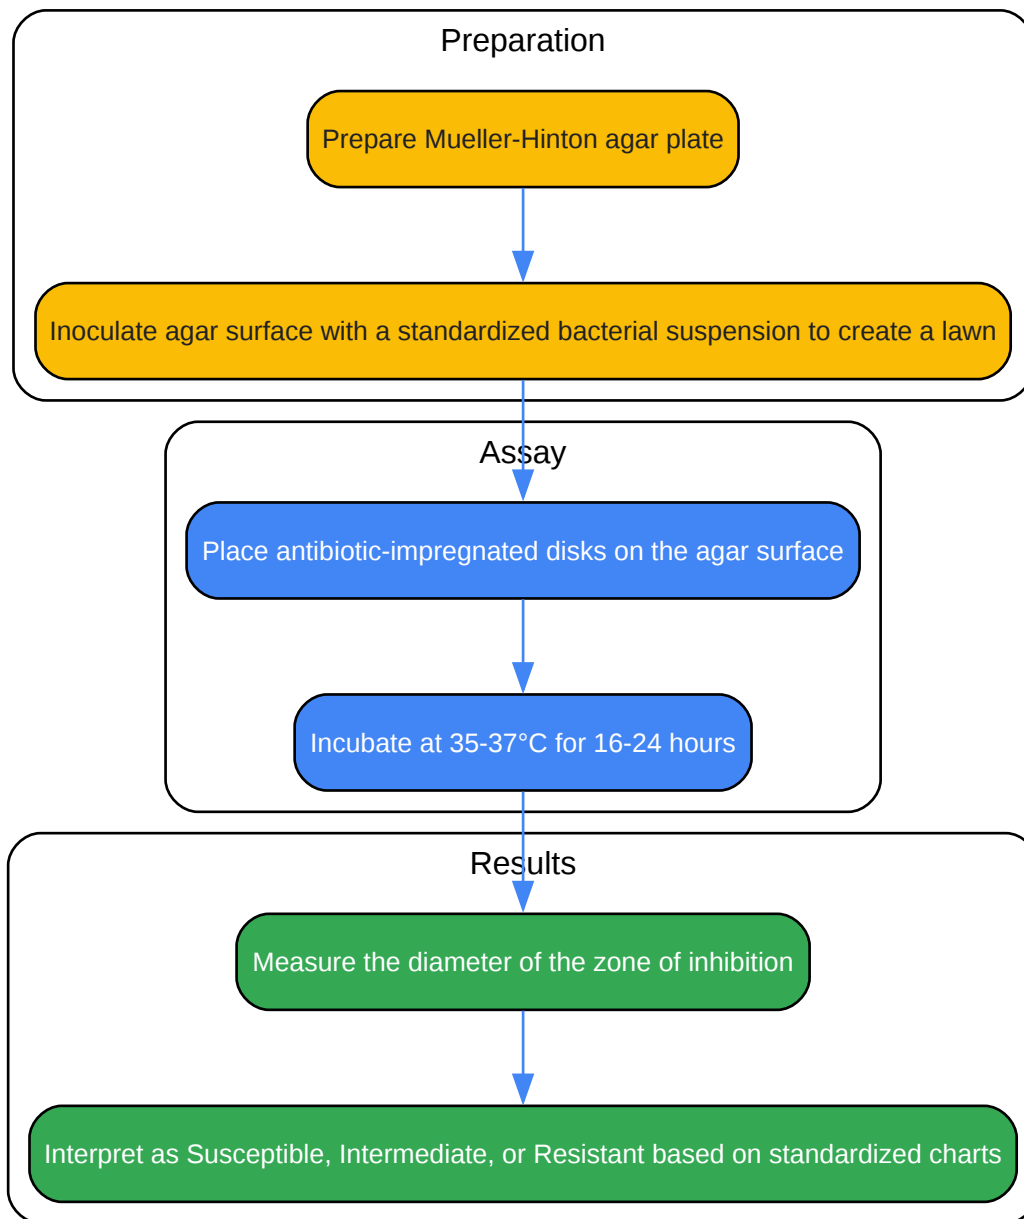 Preparation
Prepare Mueller-Hinton agar plate
Inoculate agar surface with a standardized bacterial suspension to create a lawn
Assay
Place antibiotic-impregnated disks on the agar surface
Incubate at 35-37°C for 16-24 hours
Results
Measure the diameter of the zone of inhibition
Interpret as Susceptible, Intermediate, or Resistant based on standardized charts